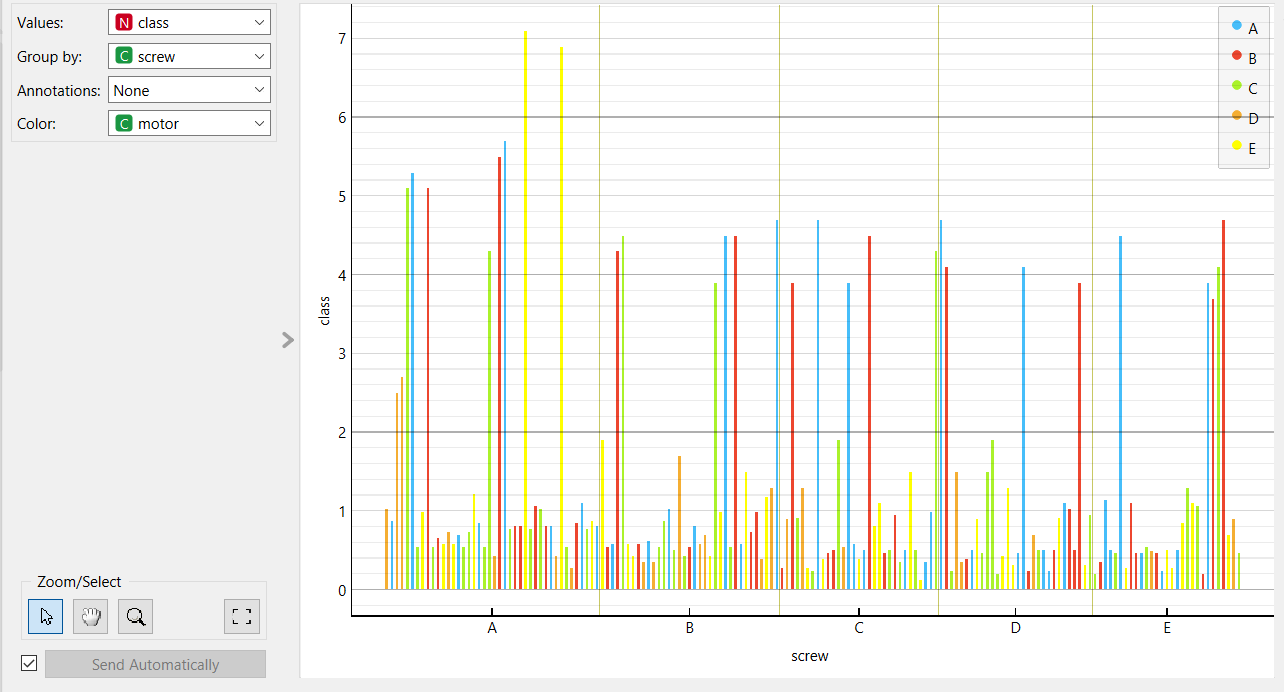 Values: N class
Group by: C screw
Annotations: None
Color: C motor
Zoom/Select
Send Automatically
7
6
5
4
3
2
1
0
class
A B C D E
screw
A
B
C
D
E